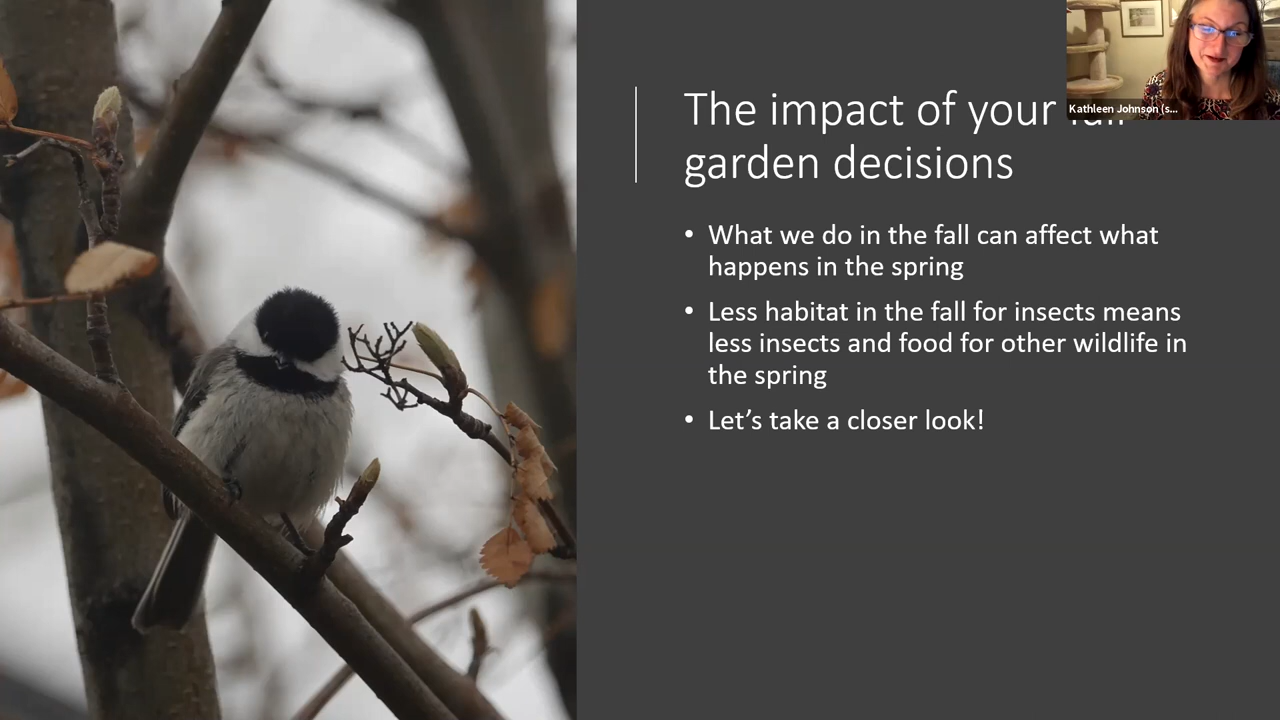 The impact of your
garden decisions
• What we do in the fall can affect what
happens in the spring
• Less habitat in the fall for insects means
less insects and food for other wildlife in
the spring
• Let's take a closer look!
Kathleen Johnson (s...